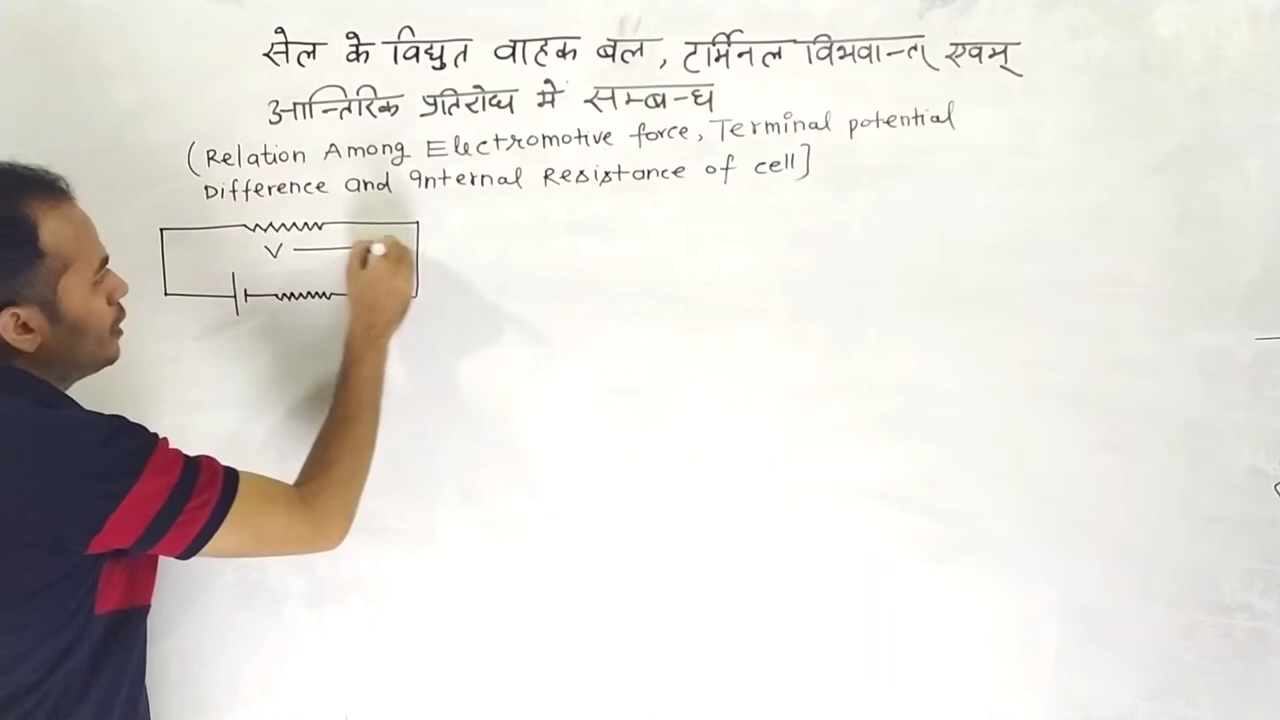 सेल के विद्युत वाहक बल, टर्मिनल विभवान्तर एवम्
आन्तिरिक प्रतिरोध में सम्बन्ध
(Relation Among Electromotive force, Terminal potential
Difference and Internal Resistance of cell]
V